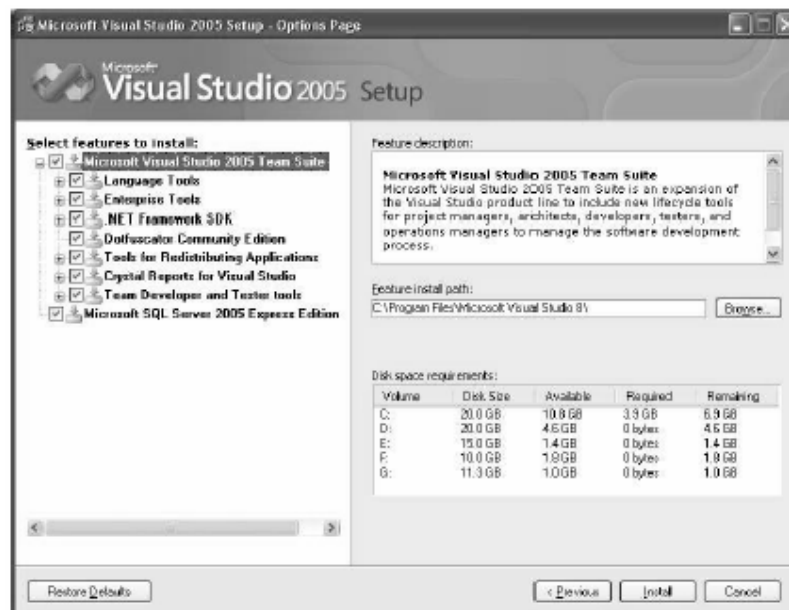 Microsoft Visual Studio 2005 Setup - Options Page
Microsoft
Visual Studio 2005 Setup
Select features to install:
Microsoft Visual Studio 2005 Team Suite
Language Tools
Enterprise Tools
.NET Framework SDK
Dotfuscator Community Edition
Tools for Redistributing Applications
Crystal Reports for Visual Studio
Team Developer and Tester tools
Microsoft SQL Server 2005 Express Edition
Feature description:
Microsoft Visual Studio 2005 Team Suite
Microsoft Visual Studio 2005 Team Suite is an expansion of
the Visual Studio product line to include new lifecycle tools
for project managers, architects, developers, testers, and
operations managers to manage the software development
process.
Feature install path:
C:\Program Files\Microsoft Visual Studio 8\
Browse...
Disk space requirements:
Volume Disk Size Available Required Remaining
C: 20.0 GB 10.8 GB 3.9 GB 6.9 GB
D: 20.0 GB 4.6 GB 0 bytes 4.6 GB
E: 15.0 GB 1.4 GB 0 bytes 1.4 GB
F: 10.0 GB 1.8 GB 0 bytes 1.8 GB
G: 11.3 GB 1.0 GB 0 bytes 1.0 GB
Restore Defaults
< Previous
Install
Cancel